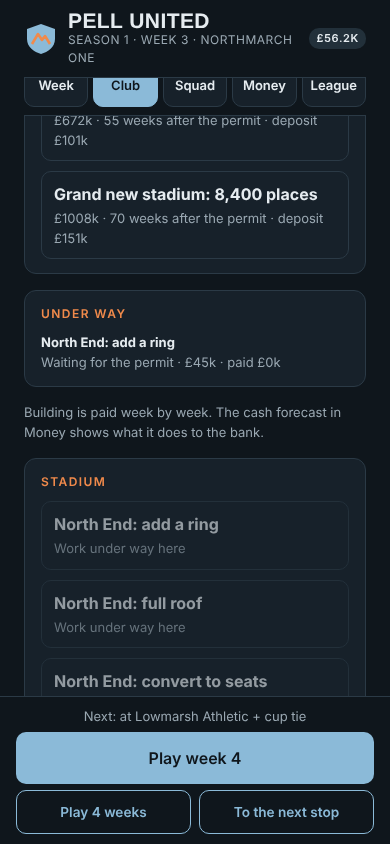 PELL UNITED
SEASON 1 · WEEK 3 · NORTHMARCH
ONE
£56.2K
Week
Club
Squad
Money
League
£672k · 55 weeks after the permit · deposit
£101k
Grand new stadium: 8,400 places
£1008k · 70 weeks after the permit · deposit
£151k
UNDER WAY
North End: add a ring
Waiting for the permit · £45k · paid £0k
Building is paid week by week. The cash forecast in
Money shows what it does to the bank.
STADIUM
North End: add a ring
Work under way here
North End: full roof
Work under way here
North End: convert to seats
Next: at Lowmarsh Athletic + cup tie
Play week 4
Play 4 weeks
To the next stop